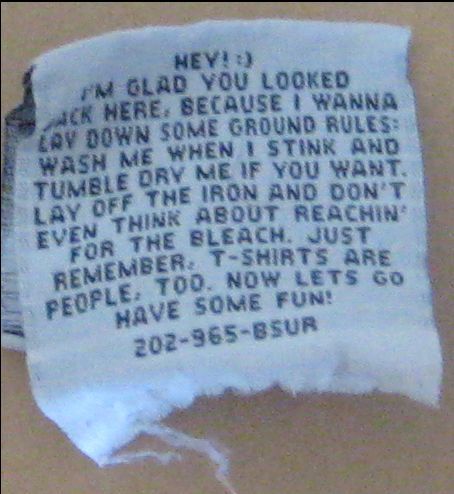 HEY! :)
I'M GLAD YOU LOOKED
BACK HERE, BECAUSE I WANNA
LAY DOWN SOME GROUND RULES:
WASH ME WHEN I STINK AND
TUMBLE DRY ME IF YOU WANT.
LAY OFF THE IRON AND DON'T
EVEN THINK ABOUT REACHIN'
FOR THE BLEACH. JUST
REMEMBER, T-SHIRTS ARE
PEOPLE, TOO. NOW LETS GO
HAVE SOME FUN!
202-965-BSUR